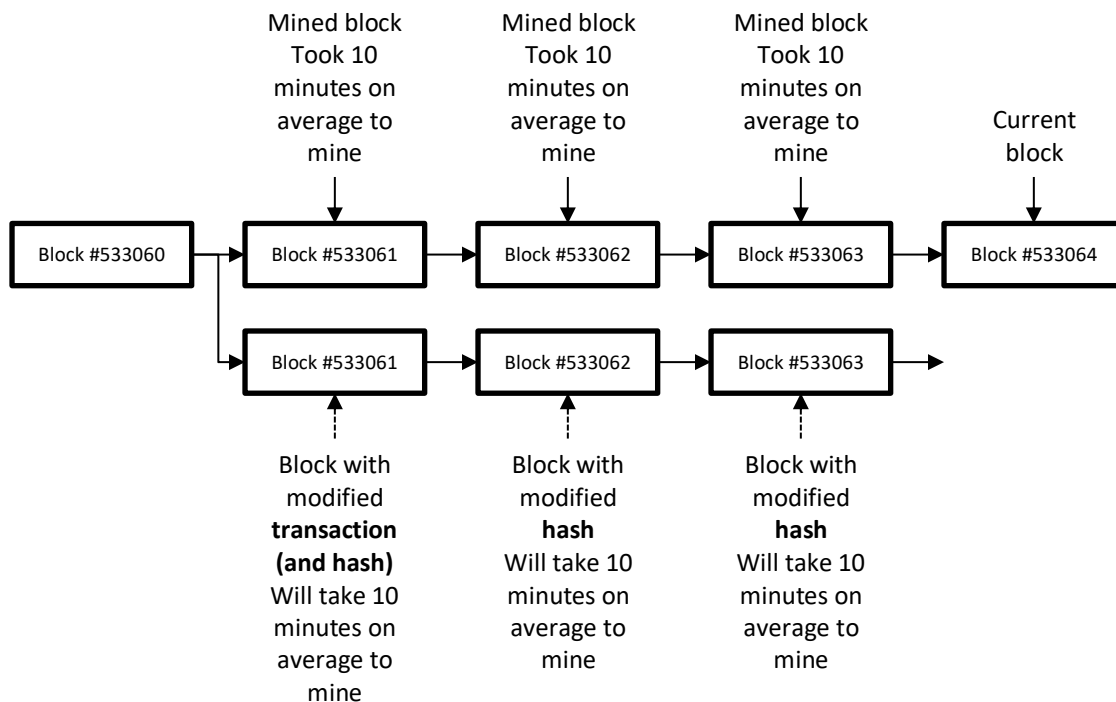 Mined block
Took 10
minutes on
average to
mine
Mined block
Took 10
minutes on
average to
mine
Mined block
Took 10
minutes on
average to
mine
Current
block
Block #533060
Block #533061
Block #533062
Block #533063
Block #533064
Block #533061
Block #533062
Block #533063
Block with
modified
transaction
(and hash)
Will take 10
minutes on
average to
mine
Block with
modified
hash
Will take 10
minutes on
average to
mine
Block with
modified
hash
Will take 10
minutes on
average to
mine